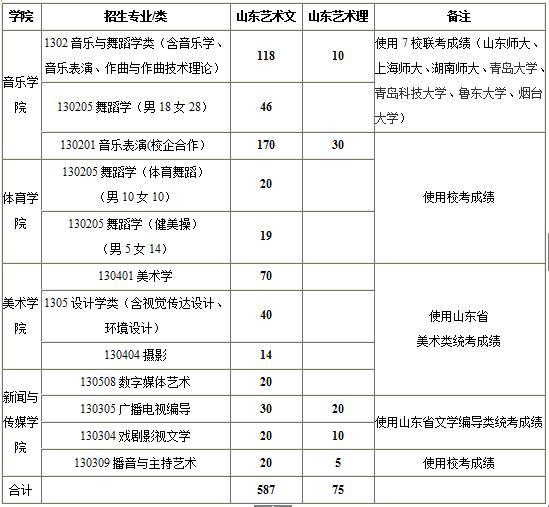 学院 招生专业/类 山东艺术文 山东艺术理 备注
音乐学院
1302 音乐与舞蹈学类（含音乐学、
音乐表演、作曲与作曲技术理论）
118 10
使用 7 校联考成绩（山东师大、
上海师大、湖南师大、青岛大学、
青岛科技大学、鲁东大学、烟台
大学）
130205 舞蹈学（男 18 女 28） 46
130201 音乐表演(校企合作） 170 30
使用校考成绩
体育学院
130205 舞蹈学（体育舞蹈）
（男 10 女 10）
20
130205 舞蹈学（健美操）
（男 5 女 14）
19
美术学院
130401 美术学 70
使用山东省
美术类统考成绩
1305 设计学类（含视觉传达设计、
环境设计）
40
130404 摄影 14
新闻与
传媒学院
130508 数字媒体艺术 20
130305 广播电视编导 30 20
使用山东省文学编导类统考成绩
130304 戏剧影视文学 20 10
130309 播音与主持艺术 20 5 使用校考成绩
合计 587 75